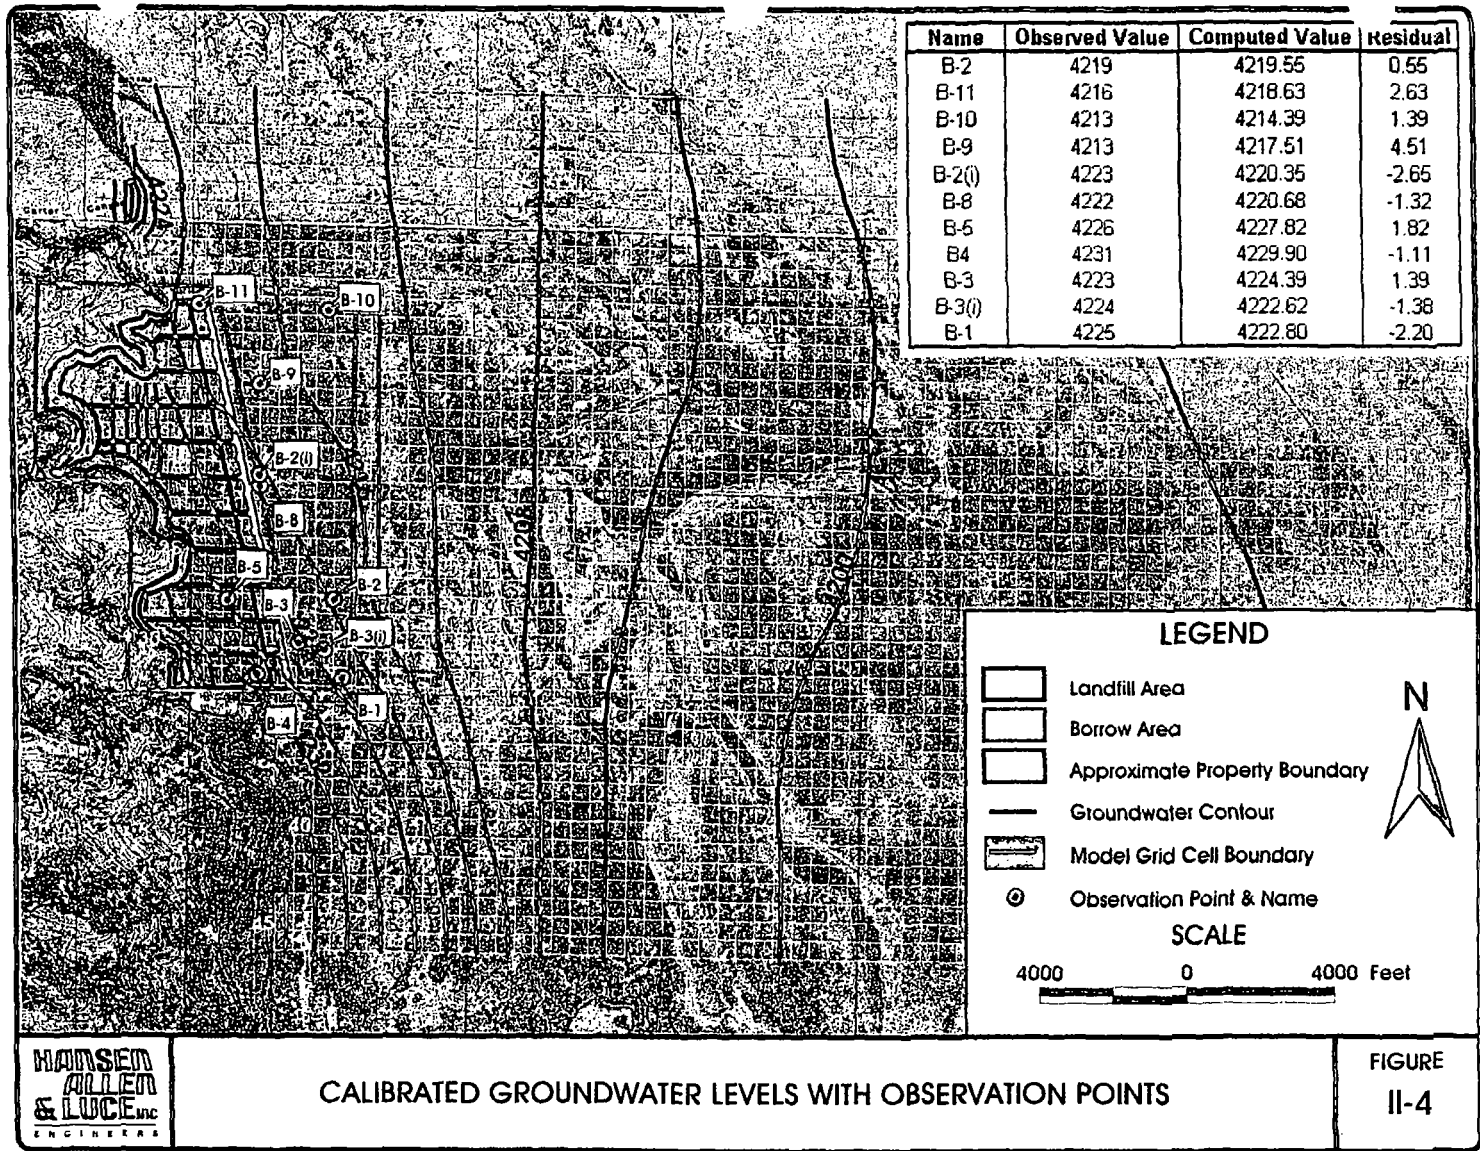 Name Observed Value Computed Value Residual
B-2 4219 4219.55 0.55
B-11 4216 4218.63 2.63
B-10 4213 4214.39 1.39
B-9 4213 4217.51 4.51
B-2(i) 4223 4220.35 -2.65
B-8 4222 4220.68 -1.32
B-5 4226 4227.82 1.82
B4 4231 4229.90 -1.11
B-3 4223 4224.39 1.39
B-3(i) 4224 4222.62 -1.38
B-1 4225 4222.80 -2.20
B-11
B-10
B-9
B-2(i)
B-8
4208
B-5
B-2
4200
B-3
B-3(i)
B-1
B-4
LEGEND
Landfill Area
Borrow Area
Approximate Property Boundary
Groundwater Contour
Model Grid Cell Boundary
Observation Point & Name
N
SCALE
4000 0 4000 Feet
HANSEN
ALLEN
& LUCE INC
ENGINEERS
CALIBRATED GROUNDWATER LEVELS WITH OBSERVATION POINTS
FIGURE
II-4